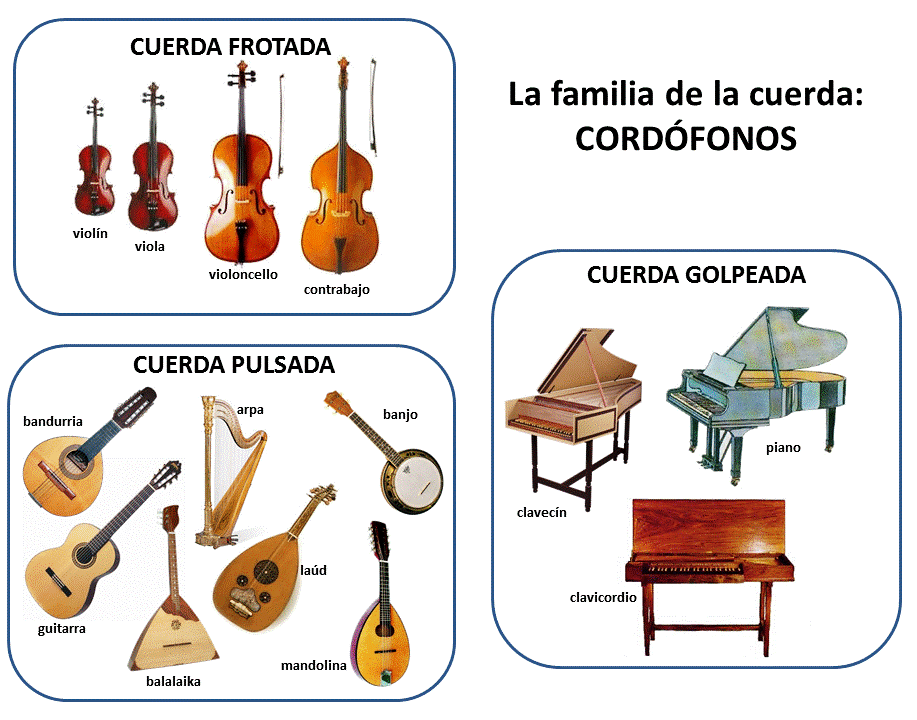 La familia de la cuerda:
CORDÓFONOS
CUERDA FROTADA
violín
viola
violoncello
contrabajo
CUERDA PULSADA
bandurria
arpa
banjo
guitarra
balalaika
laúd
mandolina
CUERDA GOLPEADA
clavecín
piano
clavicordio